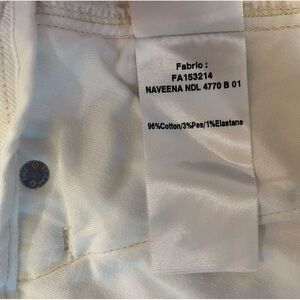 Fabric :
FA153214
NAVEENA NDL 4770 B 01
96%Cotton/3%Pes/1%Elastane